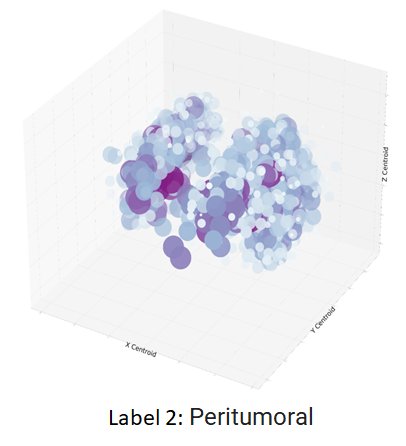 Z Centroid
Y Centroid
X Centroid
Label 2: Peritumoral